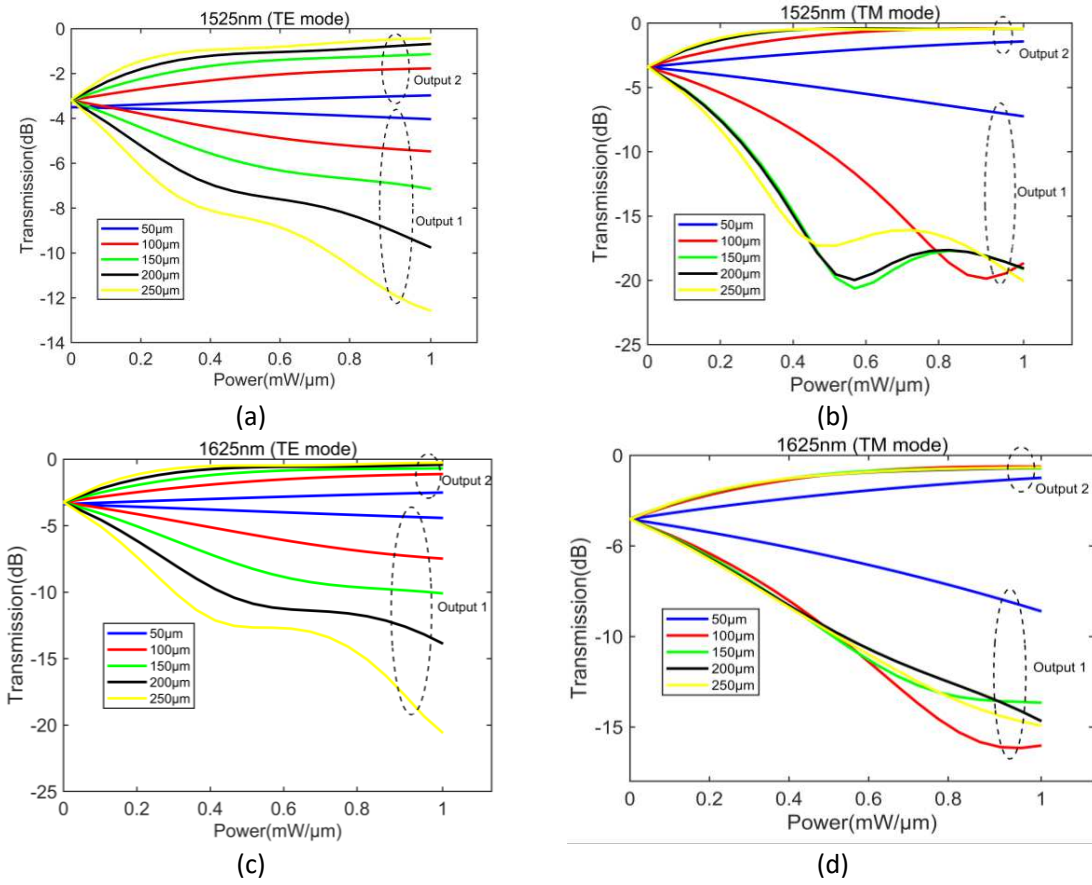 1525nm (TE mode)
0
-2
-4
-6
-8
-10
-12
-14
Transmission(dB)
Output 2
Output 1
50μm
100μm
150μm
200μm
250μm
0
0.2
0.4
0.6
0.8
1
Power(mW/μm)
(a)
1525nm (TM mode)
0
-5
-10
-15
-20
-25
Transmission(dB)
Output 2
Output 1
50μm
100μm
150μm
200μm
250μm
0
0.2
0.4
0.6
0.8
1
Power(mW/μm)
(b)
1625nm (TE mode)
0
-5
-10
-15
-20
-25
Transmission(dB)
Output 2
Output 1
50μm
100μm
150μm
200μm
250μm
0
0.2
0.4
0.6
0.8
1
Power(mW/μm)
(c)
1625nm (TM mode)
0
-6
-10
-15
Transmission(dB)
Output 2
Output 1
50μm
100μm
150μm
200μm
250μm
0
0.2
0.4
0.6
0.8
1
Power(mW/μm)
(d)